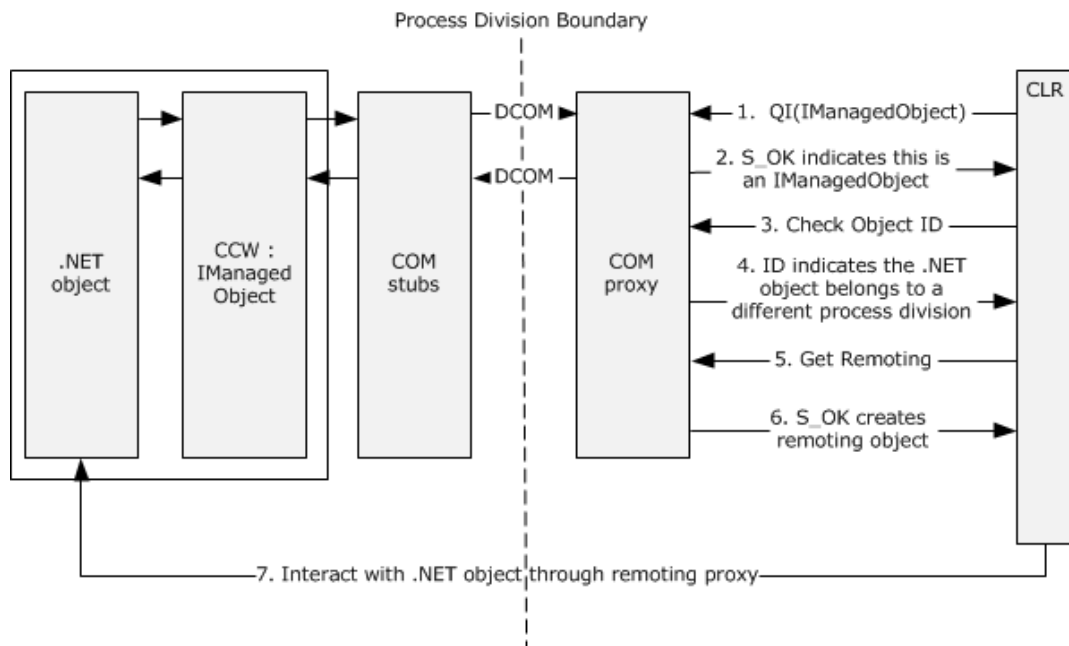 Process Division Boundary
CLR
DCOM
1.  QI(IManagedObject)
2. S_OK indicates this is
an IManagedObject
DCOM
3. Check Object ID
.NET
object
CCW :
IManaged
Object
COM
stubs
COM
proxy
4. ID indicates the .NET
object belongs to a
different process division
5. Get Remoting
6. S_OK creates
remoting object
7. Interact with .NET object through remoting proxy